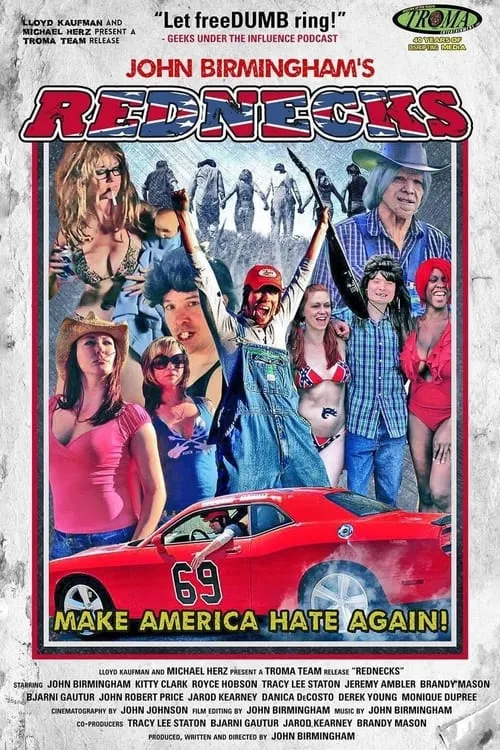 LLOYD KAUFMAN AND
MICHAEL HERZ PRESENT A
TROMA TEAM RELEASE
"Let freeDUMB ring!"
- GEEKS UNDER THE INFLUENCE PODCAST
TROMA
40 YEARS OF
DISRUPTING MEDIA
JOHN BIRMINGHAM'S
REDNECKS
69
MAKE AMERICA HATE AGAIN!
LLOYD KAUFMAN AND MICHAEL HERZ PRESENT A TROMA TEAM RELEASE "REDNECKS"
STARRING JOHN BIRMINGHAM KITTY CLARK ROYCE HOBSON TRACY LEE STATON JEREMY AMBLER BRANDY MASON
BJARNI GAUTUR JOHN ROBERT PRICE JAROD KEARNEY DANICA DeCOSTO DEREK YOUNG MONIQUE DUPREE
CINEMATOGRAPHY BY JOHN JOHNSON FILM EDITING BY JOHN BIRMINGHAM MUSIC BY JOHN BIRMINGHAM
CO-PRODUCERS TRACY LEE STATON BJARNI GAUTUR JAROD KEARNEY BRANDY MASON
PRODUCED, WRITTEN AND DIRECTED BY JOHN BIRMINGHAM